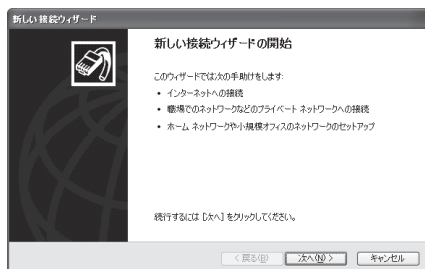 新しい接続ウィザード
新しい接続ウィザードの開始
このウィザードでは次の手助けをします:
• インターネットへの接続
• 職場でのネットワークなどのプライベート ネットワークへの接続
• ホーム ネットワークや小規模オフィスのネットワークのセットアップ
続行するには [次へ] をクリックしてください。
< 戻る(B) 次へ(N) > キャンセル